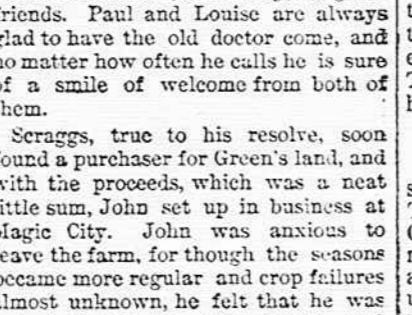 friends. Paul and Louise are always
glad to have the old doctor come, and
no matter how often he calls he is sure
of a smile of welcome from both of
them.
Scraggs, true to his resolve, soon
found a purchaser for Green's land, and
with the proceeds, which was a neat
little sum, John set up in business at
Magic City. John was anxious to
leave the farm, for though the seasons
became more regular and crop failures
almost unknown, he felt that he was